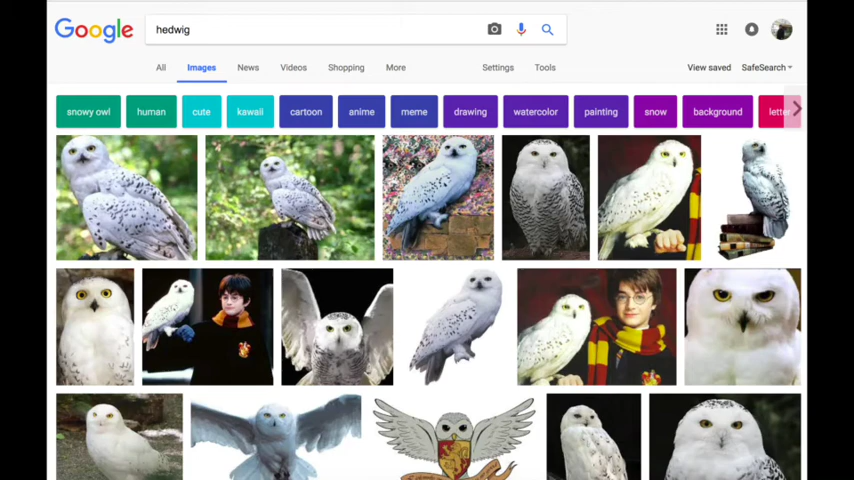 Google
hedwig
All Images News Videos Shopping More Settings Tools View saved SafeSearch
snowy owl human cute kawaii cartoon anime meme drawing watercolor painting snow background letter